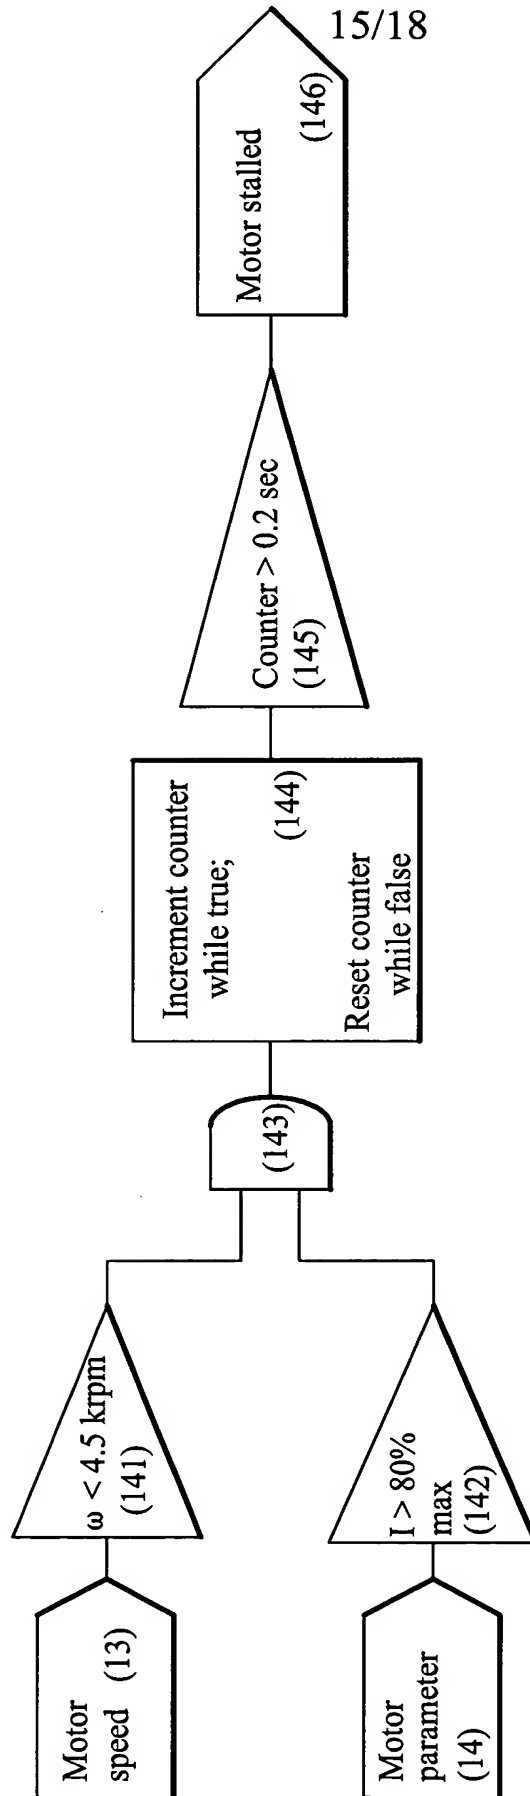 15/18
Motor
speed (13)
ω < 4.5 krpm
(141)
Motor
parameter
(14)
I > 80%
max
(142)
(143)
Increment counter
while true;
(144)
Reset counter
while false
Counter > 0.2 sec
(145)
Motor stalled
(146)